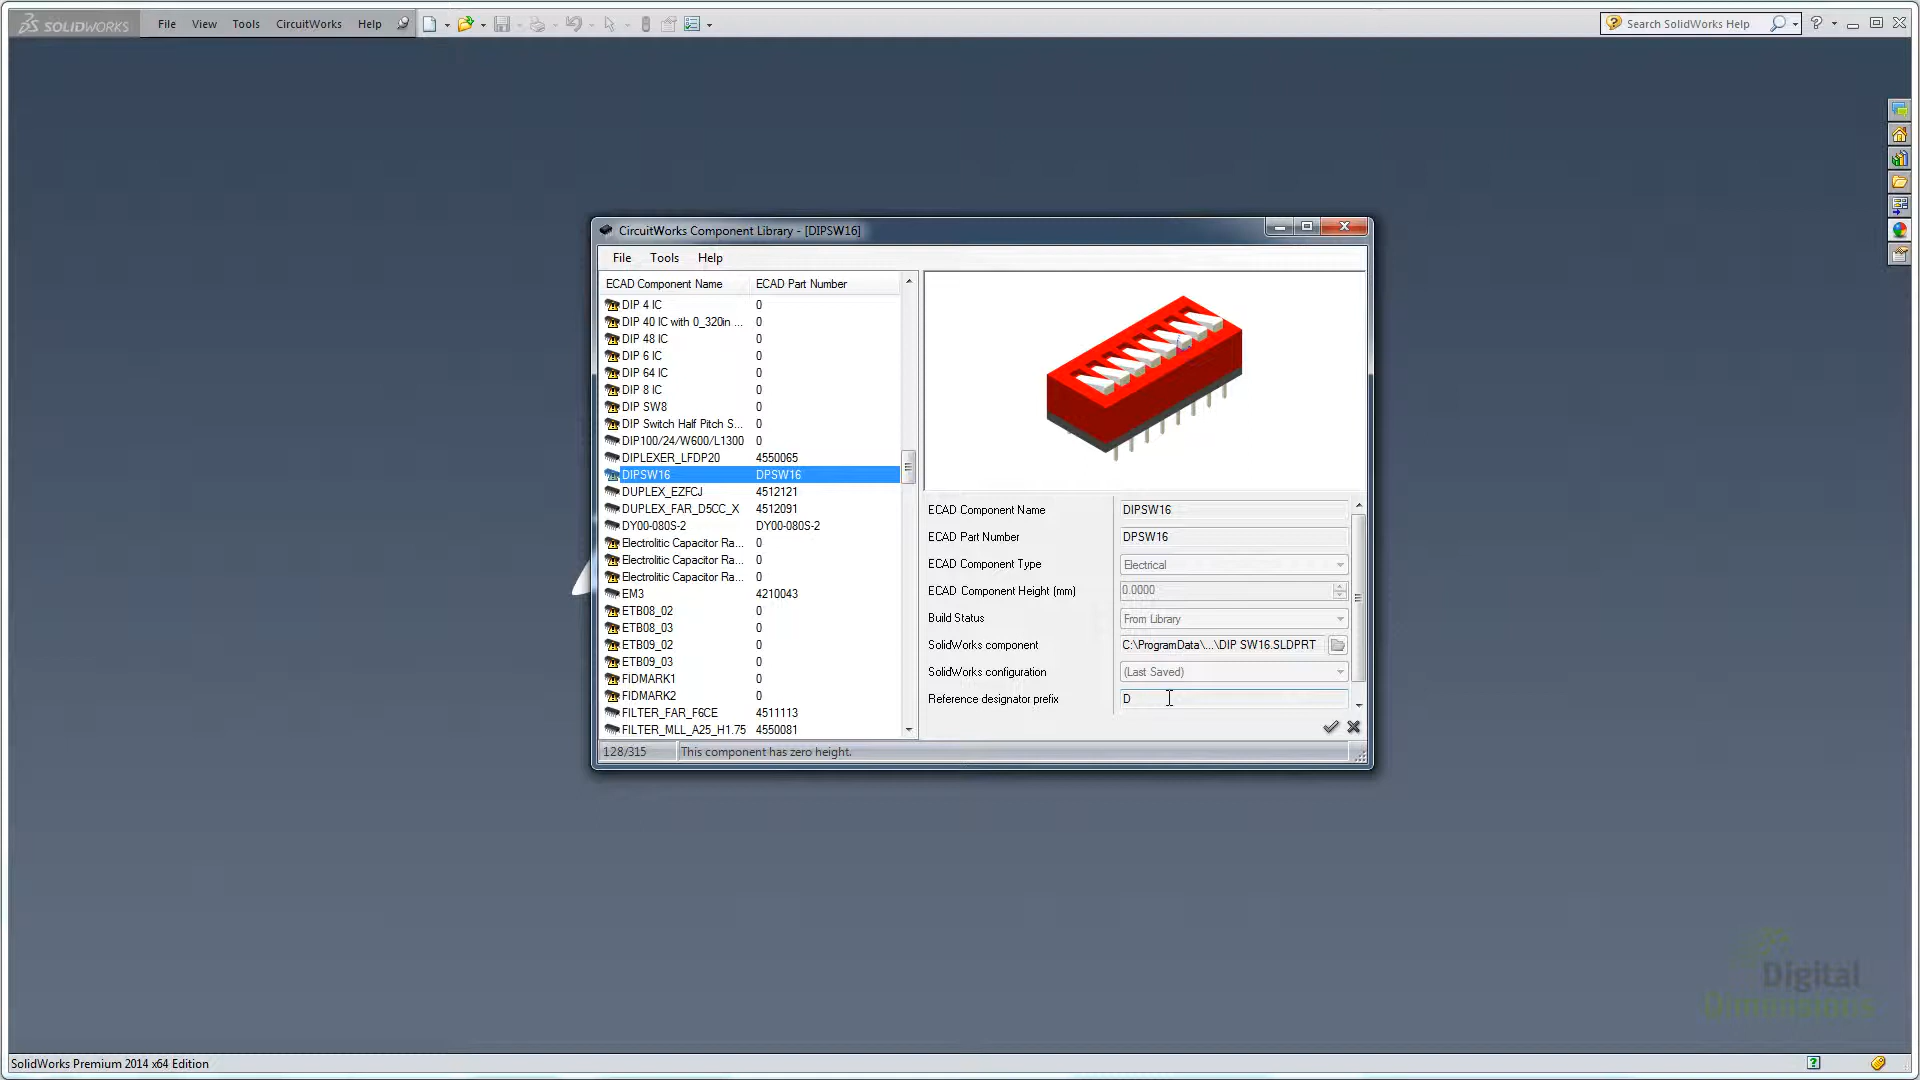 SOLIDWORKS File View Tools CircuitWorks Help Search SolidWorks Help ?
CircuitWorks Component Library - [DIPSW16]
File Tools Help
ECAD Component Name ECAD Part Number
DIP 4 IC 0
DIP 40 IC with 0_320in ... 0
DIP 48 IC 0
DIP 6 IC 0
DIP 64 IC 0
DIP 8 IC 0
DIP SW8 0
DIP Switch Half Pitch S... 0
DIP100/24/W600/L1300 0
DIPLEXER_LFDP20 4550065
DIPSW16 DPSW16
DUPLEX_EZFCJ 4512121
DUPLEX_FAR_D5CC_X 4512091
DY00-080S-2 DY00-080S-2
Electrolitic Capacitor Ra... 0
Electrolitic Capacitor Ra... 0
Electrolitic Capacitor Ra... 0
EM3 4210043
ETB08_02 0
ETB08_03 0
ETB09_02 0
ETB09_03 0
FIDMARK1 0
FIDMARK2 0
FILTER_FAR_F6CE 4511113
FILTER_MLL_A25_H1.75 4550081
ECAD Component Name DIPSW16
ECAD Part Number DPSW16
ECAD Component Type Electrical
ECAD Component Height (mm) 0.0000
Build Status From Library
SolidWorks component C:\ProgramData\...\DIP SW16.SLDPRT
SolidWorks configuration (Last Saved)
Reference designator prefix D
128/315 This component has zero height.
Digital
Dimensions
SolidWorks Premium 2014 x64 Edition ?